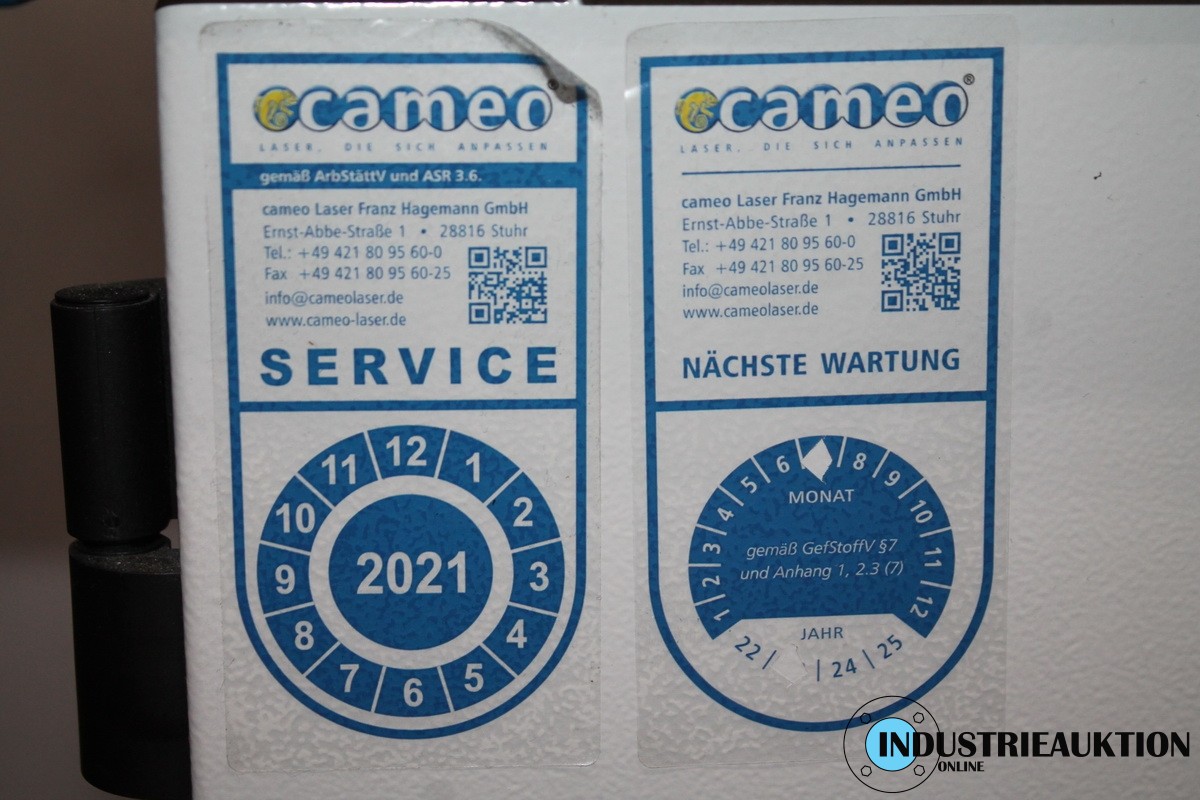 cameo®
LASER, DIE SICH ANPASSEN
gemäß ArbStättV und ASR 3.6.
cameo Laser Franz Hagemann GmbH
Ernst-Abbe-Straße 1 • 28816 Stuhr
Tel.: +49 421 80 95 60-0
Fax +49 421 80 95 60-25
info@cameolaser.de
www.cameo-laser.de
SERVICE
12 1 2 3 4 5 6 7 8 9 10 11
2021
cameo®
LASER, DIE SICH ANPASSEN
cameo Laser Franz Hagemann GmbH
Ernst-Abbe-Straße 1 • 28816 Stuhr
Tel.: +49 421 80 95 60-0
Fax +49 421 80 95 60-25
info@cameolaser.de
www.cameolaser.de
NÄCHSTE WARTUNG
1 2 3 4 5 6 8 9 10 11 12
MONAT
gemäß GefStoffV §7
und Anhang 1, 2.3 (7)
JAHR
22 / / 24 / 25
INDUSTRIEAUKTION
ONLINE